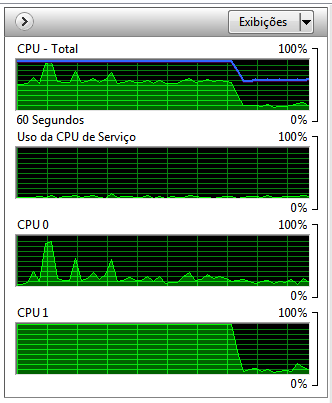 Exibições
CPU - Total 100%
60 Segundos 0%
Uso da CPU de Serviço 100%
0%
CPU 0 100%
0%
CPU 1 100%
0%